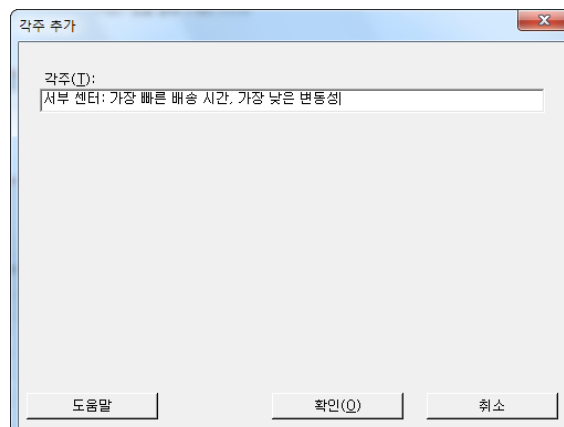 각주 추가
각주(T):
서부 센터: 가장 빠른 배송 시간, 가장 낮은 변동성
도움말
확인(O)
취소